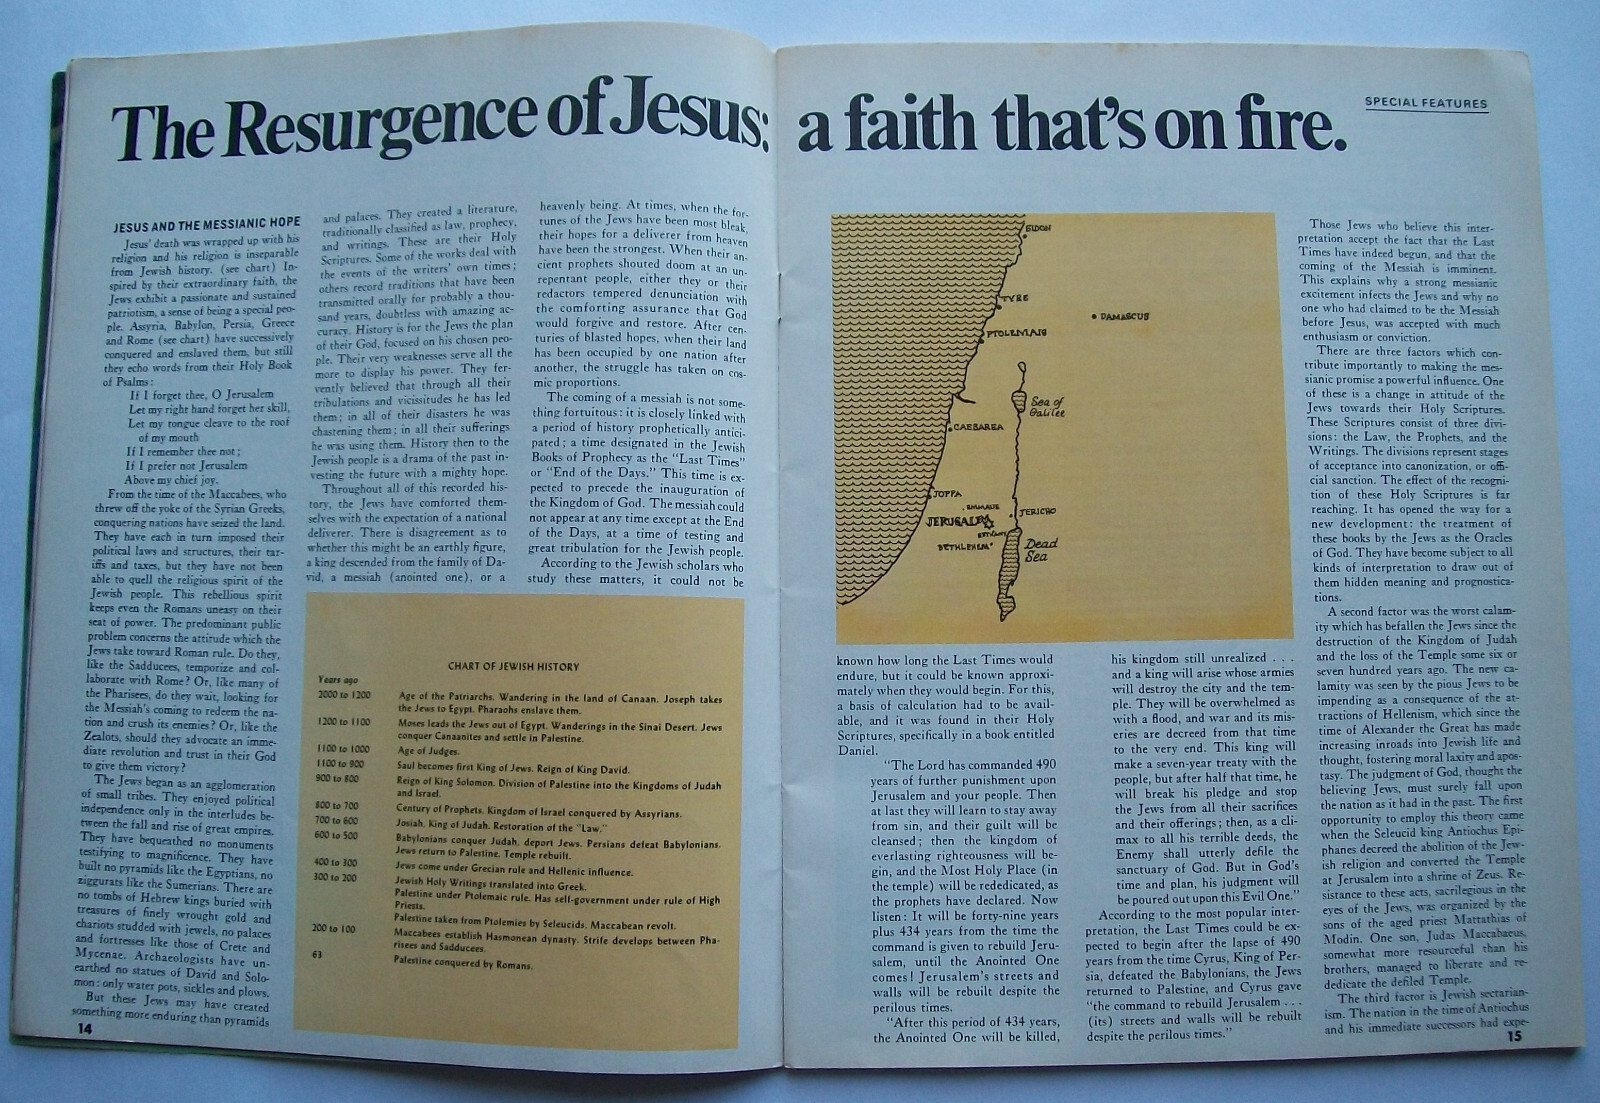 The Resurgence of Jesus: a faith that's on fire.
SPECIAL FEATURES
JESUS AND THE MESSIANIC HOPE
Jesus' death was wrapped up with his
religion and his religion is inseparable
from Jewish history. (see chart) In-
spired by their extraordinary faith, the
Jews exhibit a passionate and sustained
patriotism, a sense of being a special peo-
ple. Assyria, Babylon, Persia, Greece
and Rome (see chart) have successively
conquered and enslaved them, but still
they echo words from their Holy Book
of Psalms:
If I forget thee, O Jerusalem
Let my right hand forget her skill,
Let my tongue cleave to the roof
of my mouth
If I remember thee not;
If I prefer not Jerusalem
Above my chief joy.
From the time of the Maccabees, who
threw off the yoke of the Syrian Greeks,
conquering nations have seized the land.
They have each in turn imposed their
political laws and structures, their tar-
iffs and taxes, but they have not been
able to quell the religious spirit of the
Jewish people. This rebellious spirit
keeps even the Romans uneasy on their
seat of power. The predominant public
problem concerns the attitude which the
Jews take toward Roman rule. Do they,
like the Sadducees, temporize and col-
laborate with Rome? Or, like many of
the Pharisees, do they wait, looking for
the Messiah's coming to redeem the na-
tion and crush its enemies? Or, like the
Zealots, should they advocate an imme-
diate revolution and trust in their God
to give them victory?
The Jews began as an agglomeration
of small tribes. They enjoyed political
independence only in the interludes be-
tween the fall and rise of great empires.
They have bequeathed no monuments
testifying to magnificence. They have
built no pyramids like the Egyptians, no
ziggurats like the Sumerians. There are
no tombs of Hebrew kings buried with
treasures of finely wrought gold and
chariots studded with jewels, no palaces
and fortresses like those of Crete and
Mycenae. Archaeologists have un-
earthed no statues of David and Solo-
mon: only water pots, sickles and plows.
But these Jews may have created
something more enduring than pyramids
14
and palaces. They created a literature,
traditionally classified as law, prophecy,
and writings. These are their Holy
Scriptures. Some of the works deal with
the events of the writers' own times;
others record traditions that have been
transmitted orally for probably a thou-
sand years, doubtless with amazing ac-
curacy. History is for the Jews the plan
of their God, focused on his chosen peo-
ple. Their very weaknesses serve all the
more to display his power. They fer-
vently believed that through all their
tribulations and vicissitudes he has led
them; in all of their disasters he was
chastening them; in all their sufferings
he was using them. History then to the
Jewish people is a drama of the past in-
vesting the future with a mighty hope.
Throughout all of this recorded his-
tory, the Jews have comforted them-
selves with the expectation of a national
deliverer. There is disagreement as to
whether this might be an earthly figure,
a king descended from the family of Da-
vid, a messiah (anointed one), or a
heavenly being. At times, when the for-
tunes of the Jews have been most bleak,
their hopes for a deliverer from heaven
have been the strongest. When their an-
cient prophets shouted doom at an un-
repentant people, either they or their
redactors tempered denunciation with
the comforting assurance that God
would forgive and restore. After cen-
turies of blasted hopes, when their land
has been occupied by one nation after
another, the struggle has taken on cos-
mic proportions.
The coming of a messiah is not some-
thing fortuitous: it is closely linked with
a period of history prophetically antici-
pated; a time designated in the Jewish
Books of Prophecy as the "Last Times"
or "End of the Days." This time is ex-
pected to precede the inauguration of
the Kingdom of God. The messiah could
not appear at any time except at the End
of the Days, at a time of testing and
great tribulation for the Jewish people.
According to the Jewish scholars who
study these matters, it could not be
CHART OF JEWISH HISTORY
Years ago
2000 to 1200 Age of the Patriarchs. Wandering in the land of Canaan. Joseph takes
the Jews to Egypt. Pharaohs enslave them.
1200 to 1100 Moses leads the Jews out of Egypt. Wanderings in the Sinai Desert. Jews
conquer Canaanites and settle in Palestine.
1100 to 1000 Age of Judges.
1100 to 900 Saul becomes first King of Jews. Reign of King David.
900 to 800 Reign of King Solomon. Division of Palestine into the Kingdoms of Judah
and Israel.
800 to 700 Century of Prophets. Kingdom of Israel conquered by Assyrians.
700 to 600 Josiah. King of Judah. Restoration of the "Law."
600 to 500 Babylonians conquer Judah, deport Jews. Persians defeat Babylonians.
Jews return to Palestine. Temple rebuilt.
400 to 300 Jews come under Grecian rule and Hellenic influence.
300 to 200 Jewish Holy Writings translated into Greek.
Palestine under Ptolemaic rule. Has self-government under rule of High
Priests.
Palestine taken from Ptolemies by Seleucids. Maccabean revolt.
200 to 100 Maccabees establish Hasmonean dynasty. Strife develops between Pha-
risees and Sadducees.
63 Palestine conquered by Romans.
SIDON
TYRE
DAMASCUS
PTOLEMAIS
Sea of
Galilee
CAESAREA
JOPPA
EMMAUS
JERICHO
JERUSALEM
BETHANY
BETHLEHEM
Dead
Sea
known how long the Last Times would
endure, but it could be known approxi-
mately when they would begin. For this,
a basis of calculation had to be avail-
able, and it was found in their Holy
Scriptures, specifically in a book entitled
Daniel.
"The Lord has commanded 490
years of further punishment upon
Jerusalem and your people. Then
at last they will learn to stay away
from sin, and their guilt will be
cleansed; then the kingdom of
everlasting righteousness will be-
gin, and the Most Holy Place (in
the temple) will be rededicated, as
the prophets have declared. Now
listen: It will be forty-nine years
plus 434 years from the time the
command is given to rebuild Jeru-
salem, until the Anointed One
comes! Jerusalem's streets and
walls will be rebuilt despite the
perilous times.
"After this period of 434 years,
the Anointed One will be killed,
his kingdom still unrealized . . .
and a king will arise whose armies
will destroy the city and the tem-
ple. They will be overwhelmed as
with a flood, and war and its mis-
eries are decreed from that time
to the very end. This king will
make a seven-year treaty with the
people, but after half that time, he
will break his pledge and stop
the Jews from all their sacrifices
and their offerings; then, as a cli-
max to all his terrible deeds, the
Enemy shall utterly defile the
sanctuary of God. But in God's
time and plan, his judgment will
be poured out upon this Evil One."
According to the most popular inter-
pretation, the Last Times could be ex-
pected to begin after the lapse of 490
years from the time Cyrus, King of Per-
sia, defeated the Babylonians, the Jews
returned to Palestine, and Cyrus gave
"the command to rebuild Jerusalem . . .
(its) streets and walls will be rebuilt
despite the perilous times."
Those Jews who believe this inter-
pretation accept the fact that the Last
Times have indeed begun, and that the
coming of the Messiah is imminent.
This explains why a strong messianic
excitement infects the Jews and why no
one who had claimed to be the Messiah
before Jesus, was accepted with much
enthusiasm or conviction.
There are three factors which con-
tribute importantly to making the mes-
sianic promise a powerful influence. One
of these is a change in attitude of the
Jews towards their Holy Scriptures.
These Scriptures consist of three divi-
sions: the Law, the Prophets, and the
Writings. The divisions represent stages
of acceptance into canonization, or offi-
cial sanction. The effect of the recogni-
tion of these Holy Scriptures is far
reaching. It has opened the way for a
new development: the treatment of
these books by the Jews as the Oracles
of God. They have become subject to all
kinds of interpretation to draw out of
them hidden meaning and prognostica-
tions.
A second factor was the worst calam-
ity which has befallen the Jews since the
destruction of the Kingdom of Judah
and the loss of the Temple some six or
seven hundred years ago. The new ca-
lamity was seen by the pious Jews to be
impending as a consequence of the at-
tractions of Hellenism, which since the
time of Alexander the Great has made
increasing inroads into Jewish life and
thought, fostering moral laxity and apos-
tasy. The judgment of God, thought the
believing Jews, must surely fall upon
the nation as it had in the past. The first
opportunity to employ this theory came
when the Seleucid king Antiochus Epi-
phanes decreed the abolition of the Jew-
ish religion and converted the Temple
at Jerusalem into a shrine of Zeus. Re-
sistance to these acts, sacrilegious in the
eyes of the Jews, was organized by the
sons of the aged priest Mattathias of
Modin. One son, Judas Maccabaeus,
somewhat more resourceful than his
brothers, managed to liberate and re-
dedicate the defiled Temple.
The third factor is Jewish sectarian-
ism. The nation in the time of Antiochus
and his immediate successors had expe-
15